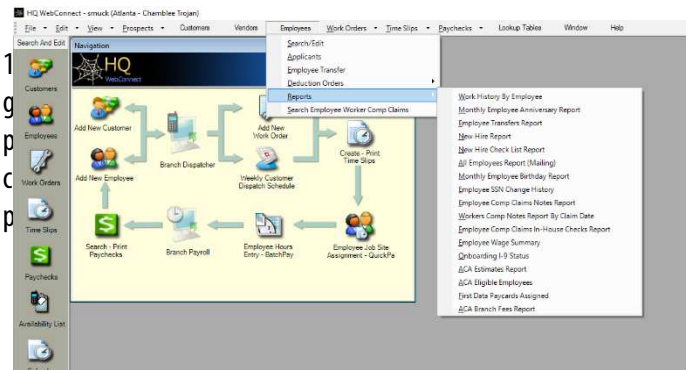 HQ WebConnect - smuck (Atlanta - Chamblee Trojan)
File Edit View Prospects Customers Vendors Employees Work Orders Time Slips Paychecks Lookup Tables Window Help
Search And Edit
Customers
Employees
Work Orders
Time Slips
Paychecks
Availability List
1
g
p
c
p
Navigation
HQ
WebConnect
Add New Customer
Add New Employee
Branch Dispatcher
Add New
Work Order
Weekly Customer
Dispatch Schedule
Create - Print
Time Slips
Search - Print
Paychecks
Branch Payroll
Employee Hours
Entry - BatchPay
Employee Job Site
Assignment - QuickPa
Search/Edit
Applicants
Employee Transfer
Deduction Orders
Reports
Search Employee Worker Comp Claims
Work History By Employee
Monthly Employee Anniversary Report
Employee Transfers Report
New Hire Report
New Hire Check List Report
All Employees Report (Mailing)
Monthly Employee Birthday Report
Employee SSN Change History
Employee Comp Claims Notes Report
Workers Comp Notes Report By Claim Date
Employee Comp Claims In-House Checks Report
Employee Wage Summary
Onboarding I-9 Status
ACA Estimates Report
ACA Eligible Employees
First Data Paycards Assigned
ACA Branch Fees Report